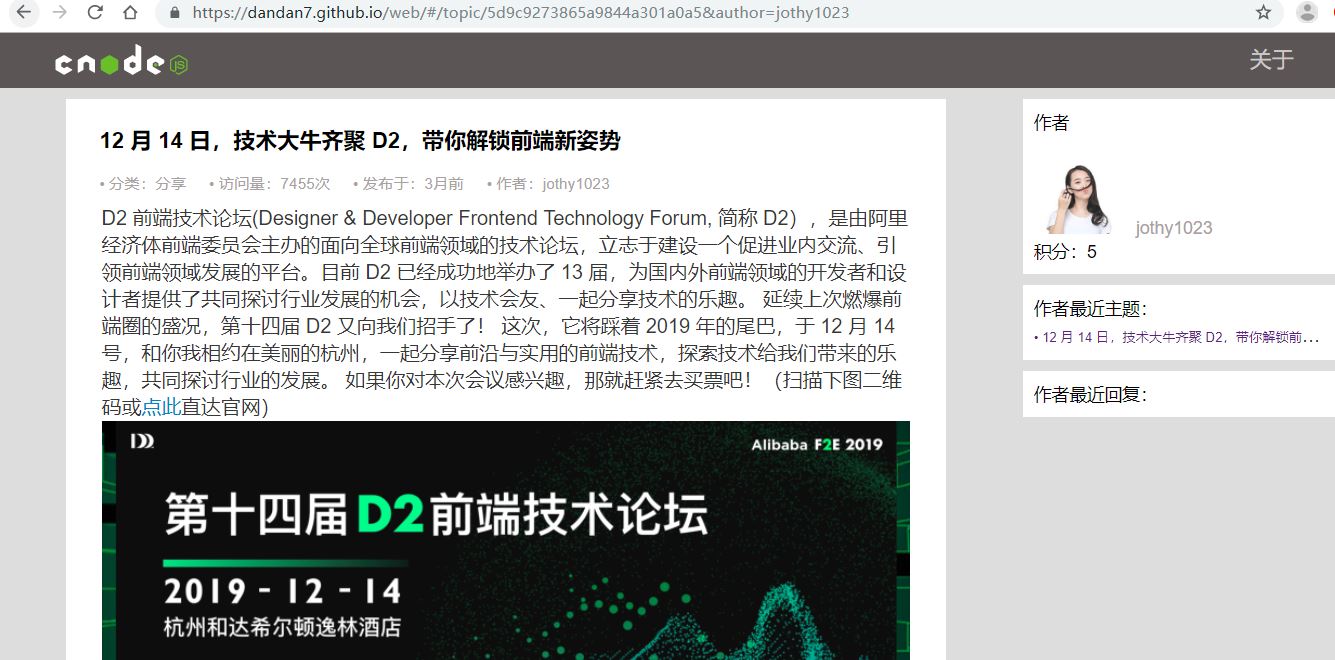 https://dandan7.github.io/web/#/topic/5d9c9273865a9844a301a0a5&author=jothy1023
cnode JS
关于
12 月 14 日，技术大牛齐聚 D2，带你解锁前端新姿势
• 分类：分享 • 访问量：7455次 • 发布于：3月前 • 作者：jothy1023
D2 前端技术论坛(Designer & Developer Frontend Technology Forum, 简称 D2），是由阿里
经济体前端委员会主办的面向全球前端领域的技术论坛，立志于建设一个促进业内交流、引
领前端领域发展的平台。目前 D2 已经成功地举办了 13 届，为国内外前端领域的开发者和设
计者提供了共同探讨行业发展的机会，以技术会友、一起分享技术的乐趣。 延续上次燃爆前
端圈的盛况，第十四届 D2 又向我们招手了！ 这次，它将踩着 2019 年的尾巴，于 12 月 14
号，和你我相约在美丽的杭州，一起分享前沿与实用的前端技术，探索技术给我们带来的乐
趣，共同探讨行业的发展。 如果你对本次会议感兴趣，那就赶紧去买票吧！ （扫描下图二维
码或点此直达官网)
Alibaba F2E 2019
第十四届 D2 前端技术论坛
2019 - 12 - 14
杭州和达希尔顿逸林酒店
作者
jothy1023
积分：5
作者最近主题：
• 12 月 14 日，技术大牛齐聚 D2，带你解锁前…
作者最近回复：